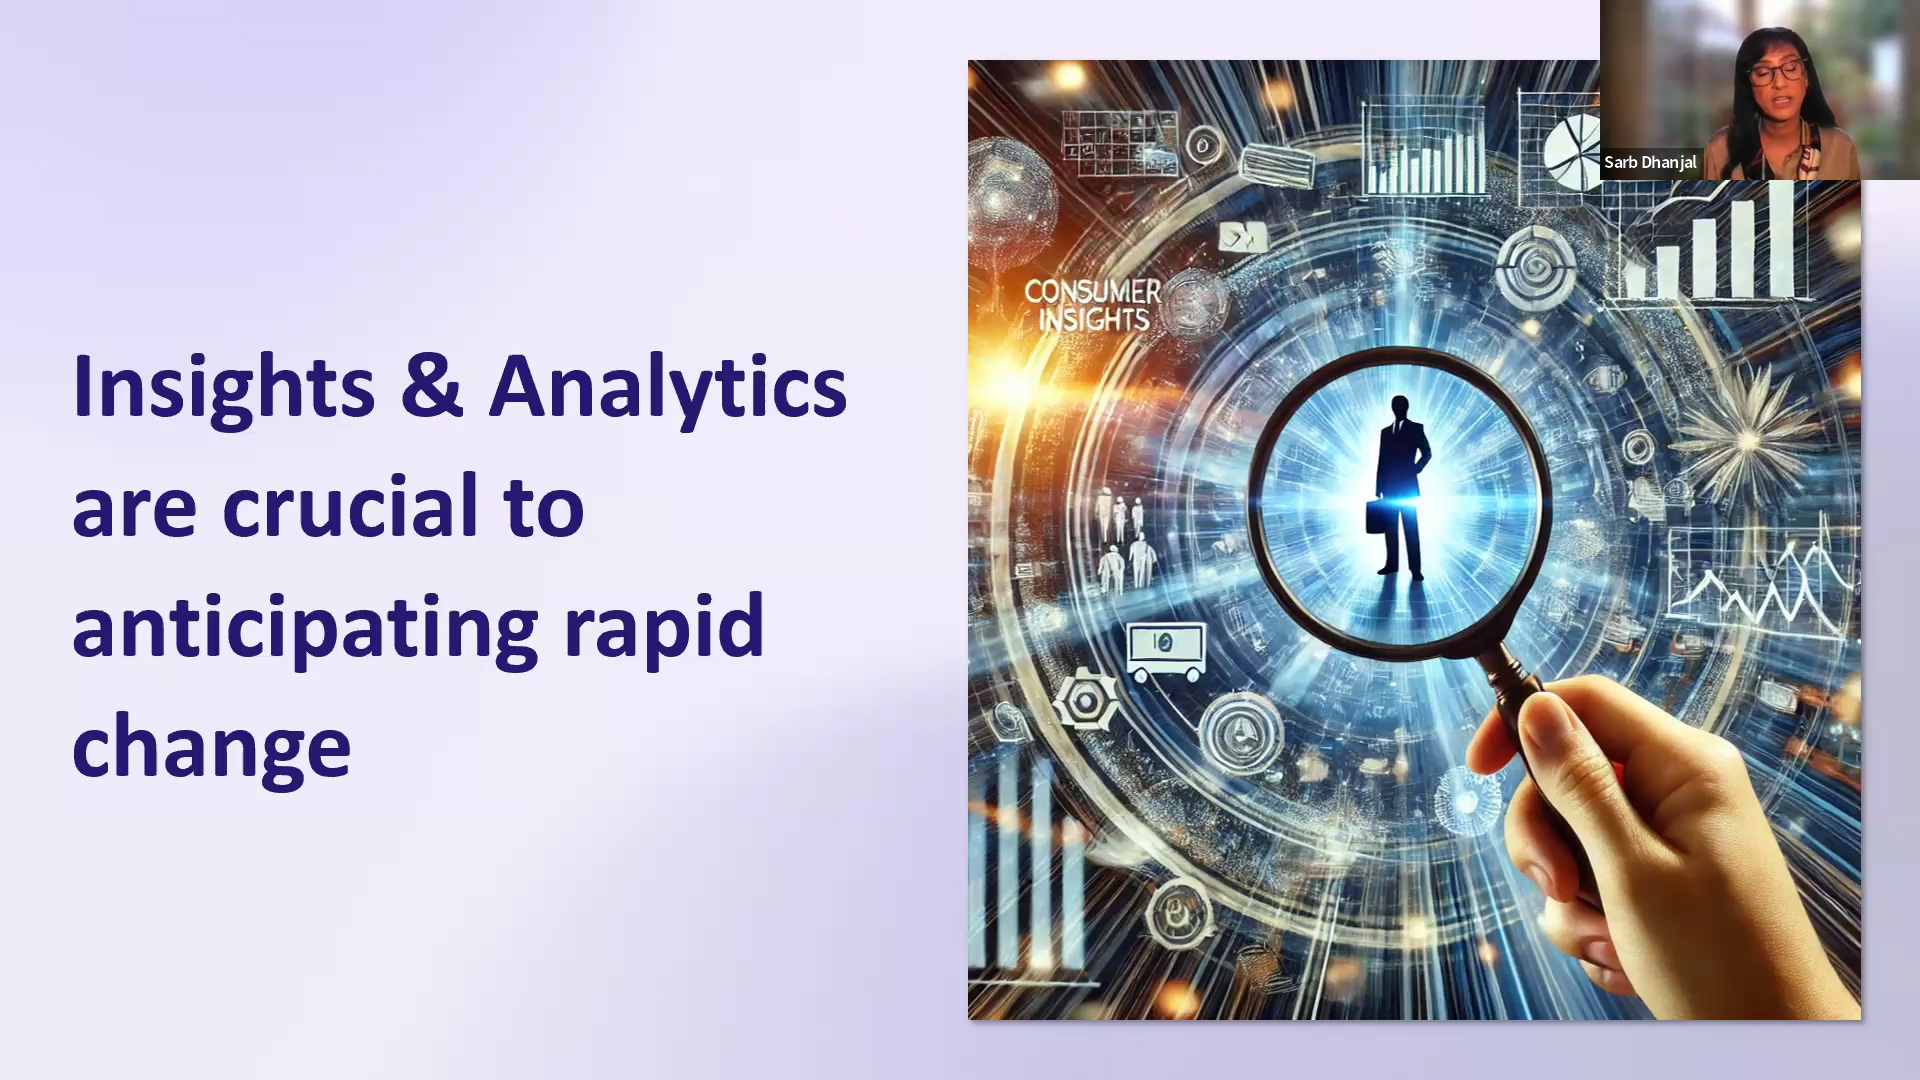 Insights & Analytics
are crucial to
anticipating rapid
change
CONSUMER
INSIGHTS
Sarb Dhanjal